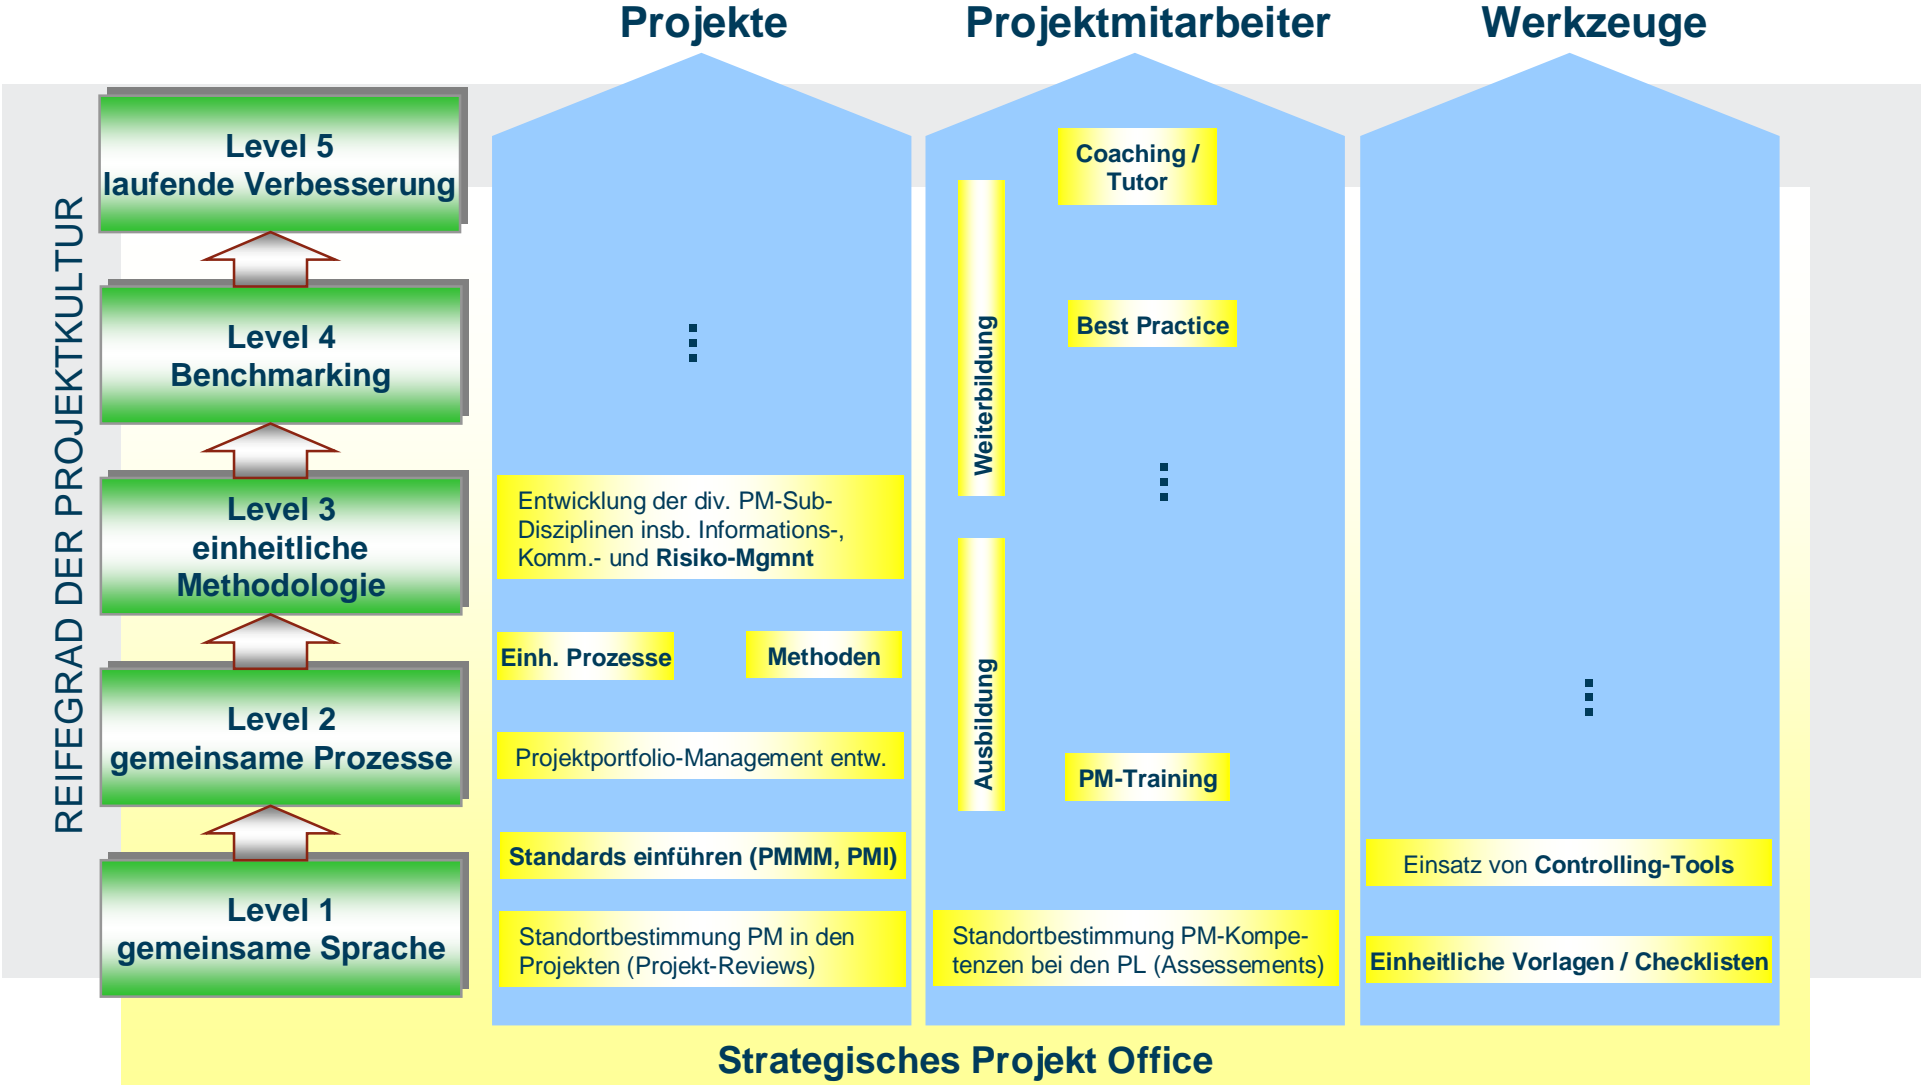 Projekte
Projektmitarbeiter
Werkzeuge
REIFEGRAD DER PROJEKTKULTUR
Level 5
laufende Verbesserung
Level 4
Benchmarking
Level 3
einheitliche
Methodologie
Level 2
gemeinsame Prozesse
Level 1
gemeinsame Sprache
Entwicklung der div. PM-Sub-
Disziplinen insb. Informations-,
Komm.- und Risiko-Mgmnt
Einh. Prozesse
Methoden
Projektportfolio-Management entw.
Standards einführen (PMMM, PMI)
Standortbestimmung PM in den
Projekten (Projekt-Reviews)
Coaching /
Tutor
Weiterbildung
Best Practice
Ausbildung
PM-Training
Standortbestimmung PM-Kompe-
tenzen bei den PL (Assessements)
Einsatz von Controlling-Tools
Einheitliche Vorlagen / Checklisten
Strategisches Projekt Office